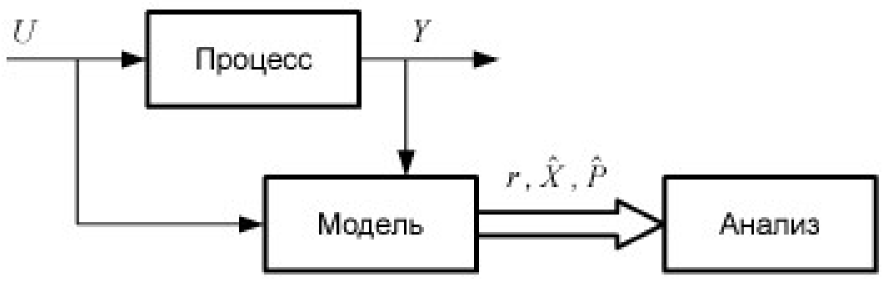 U
Y
Процесс
r, X̂, P̂
Модель
Анализ